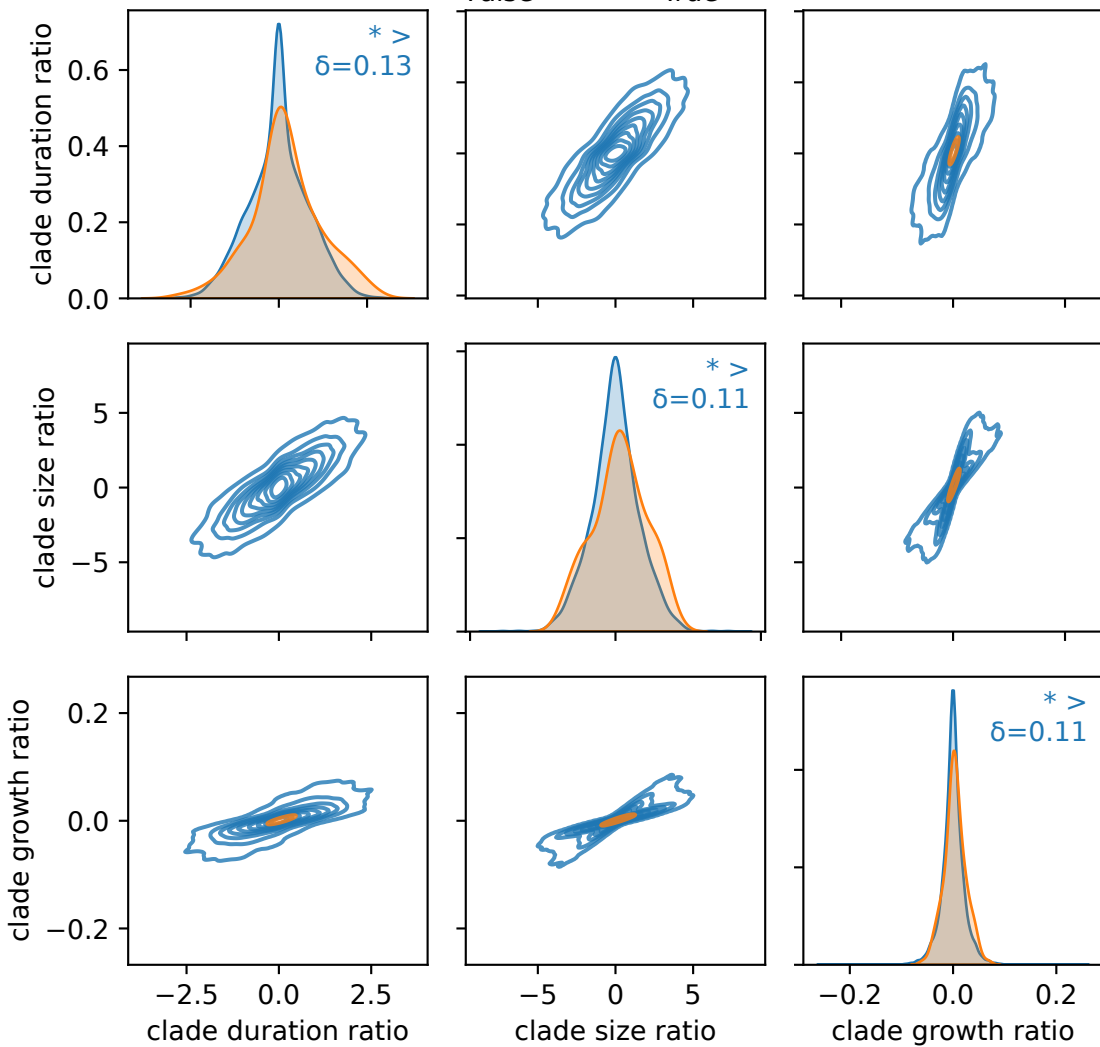 * >
δ=0.13
clade duration ratio
0.6
0.4
0.2
0.0
* >
δ=0.11
clade size ratio
5
0
−5
* >
δ=0.11
clade growth ratio
0.2
0.0
−0.2
−2.5 0.0 2.5 −5 0 5 −0.2 0.0 0.2
clade duration ratio clade size ratio clade growth ratio